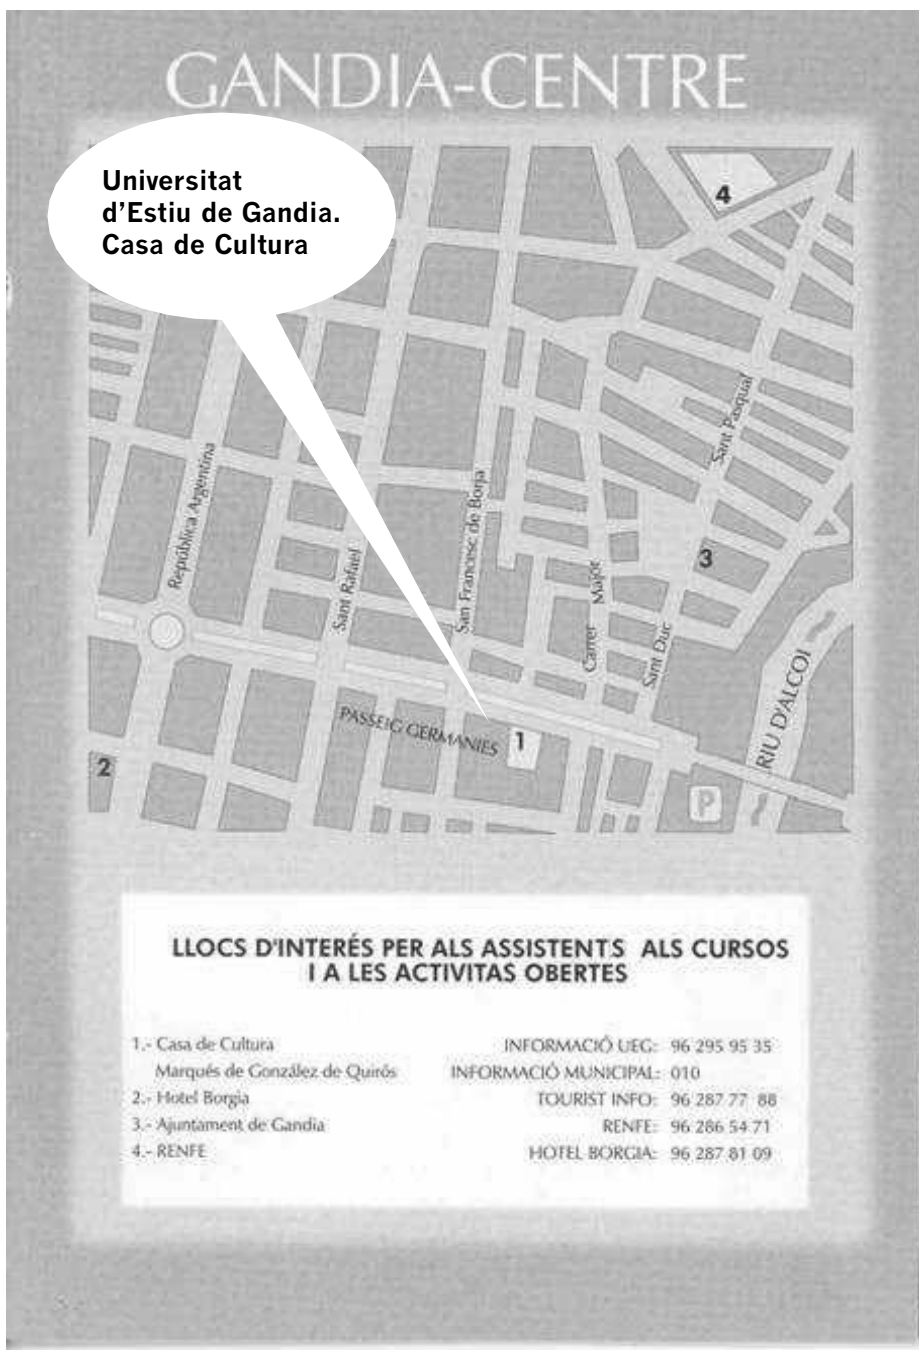 GANDIA-CENTRE
Universitat
d'Estiu de Gandia.
Casa de Cultura
4
Sant Pasqual
República Argentina
San Francesc de Borja
3
Sant Rafael
Carrer Major
Sant Duc
RIU D'ALCOI
PASSEIG GERMANIES
1
2
P
LLOCS D'INTERÉS PER ALS ASSISTENTS ALS CURSOS
I A LES ACTIVITAS OBERTES
1.- Casa de Cultura
Marqués de González de Quirós
2.- Hotel Borgia
3.- Ajuntament de Gandia
4.- RENFE
INFORMACIÓ UEG: 96 295 95 35
INFORMACIÓ MUNICIPAL: 010
TOURIST INFO: 96 287 77 88
RENFE: 96 286 54 71
HOTEL BORGIA: 96 287 81 09